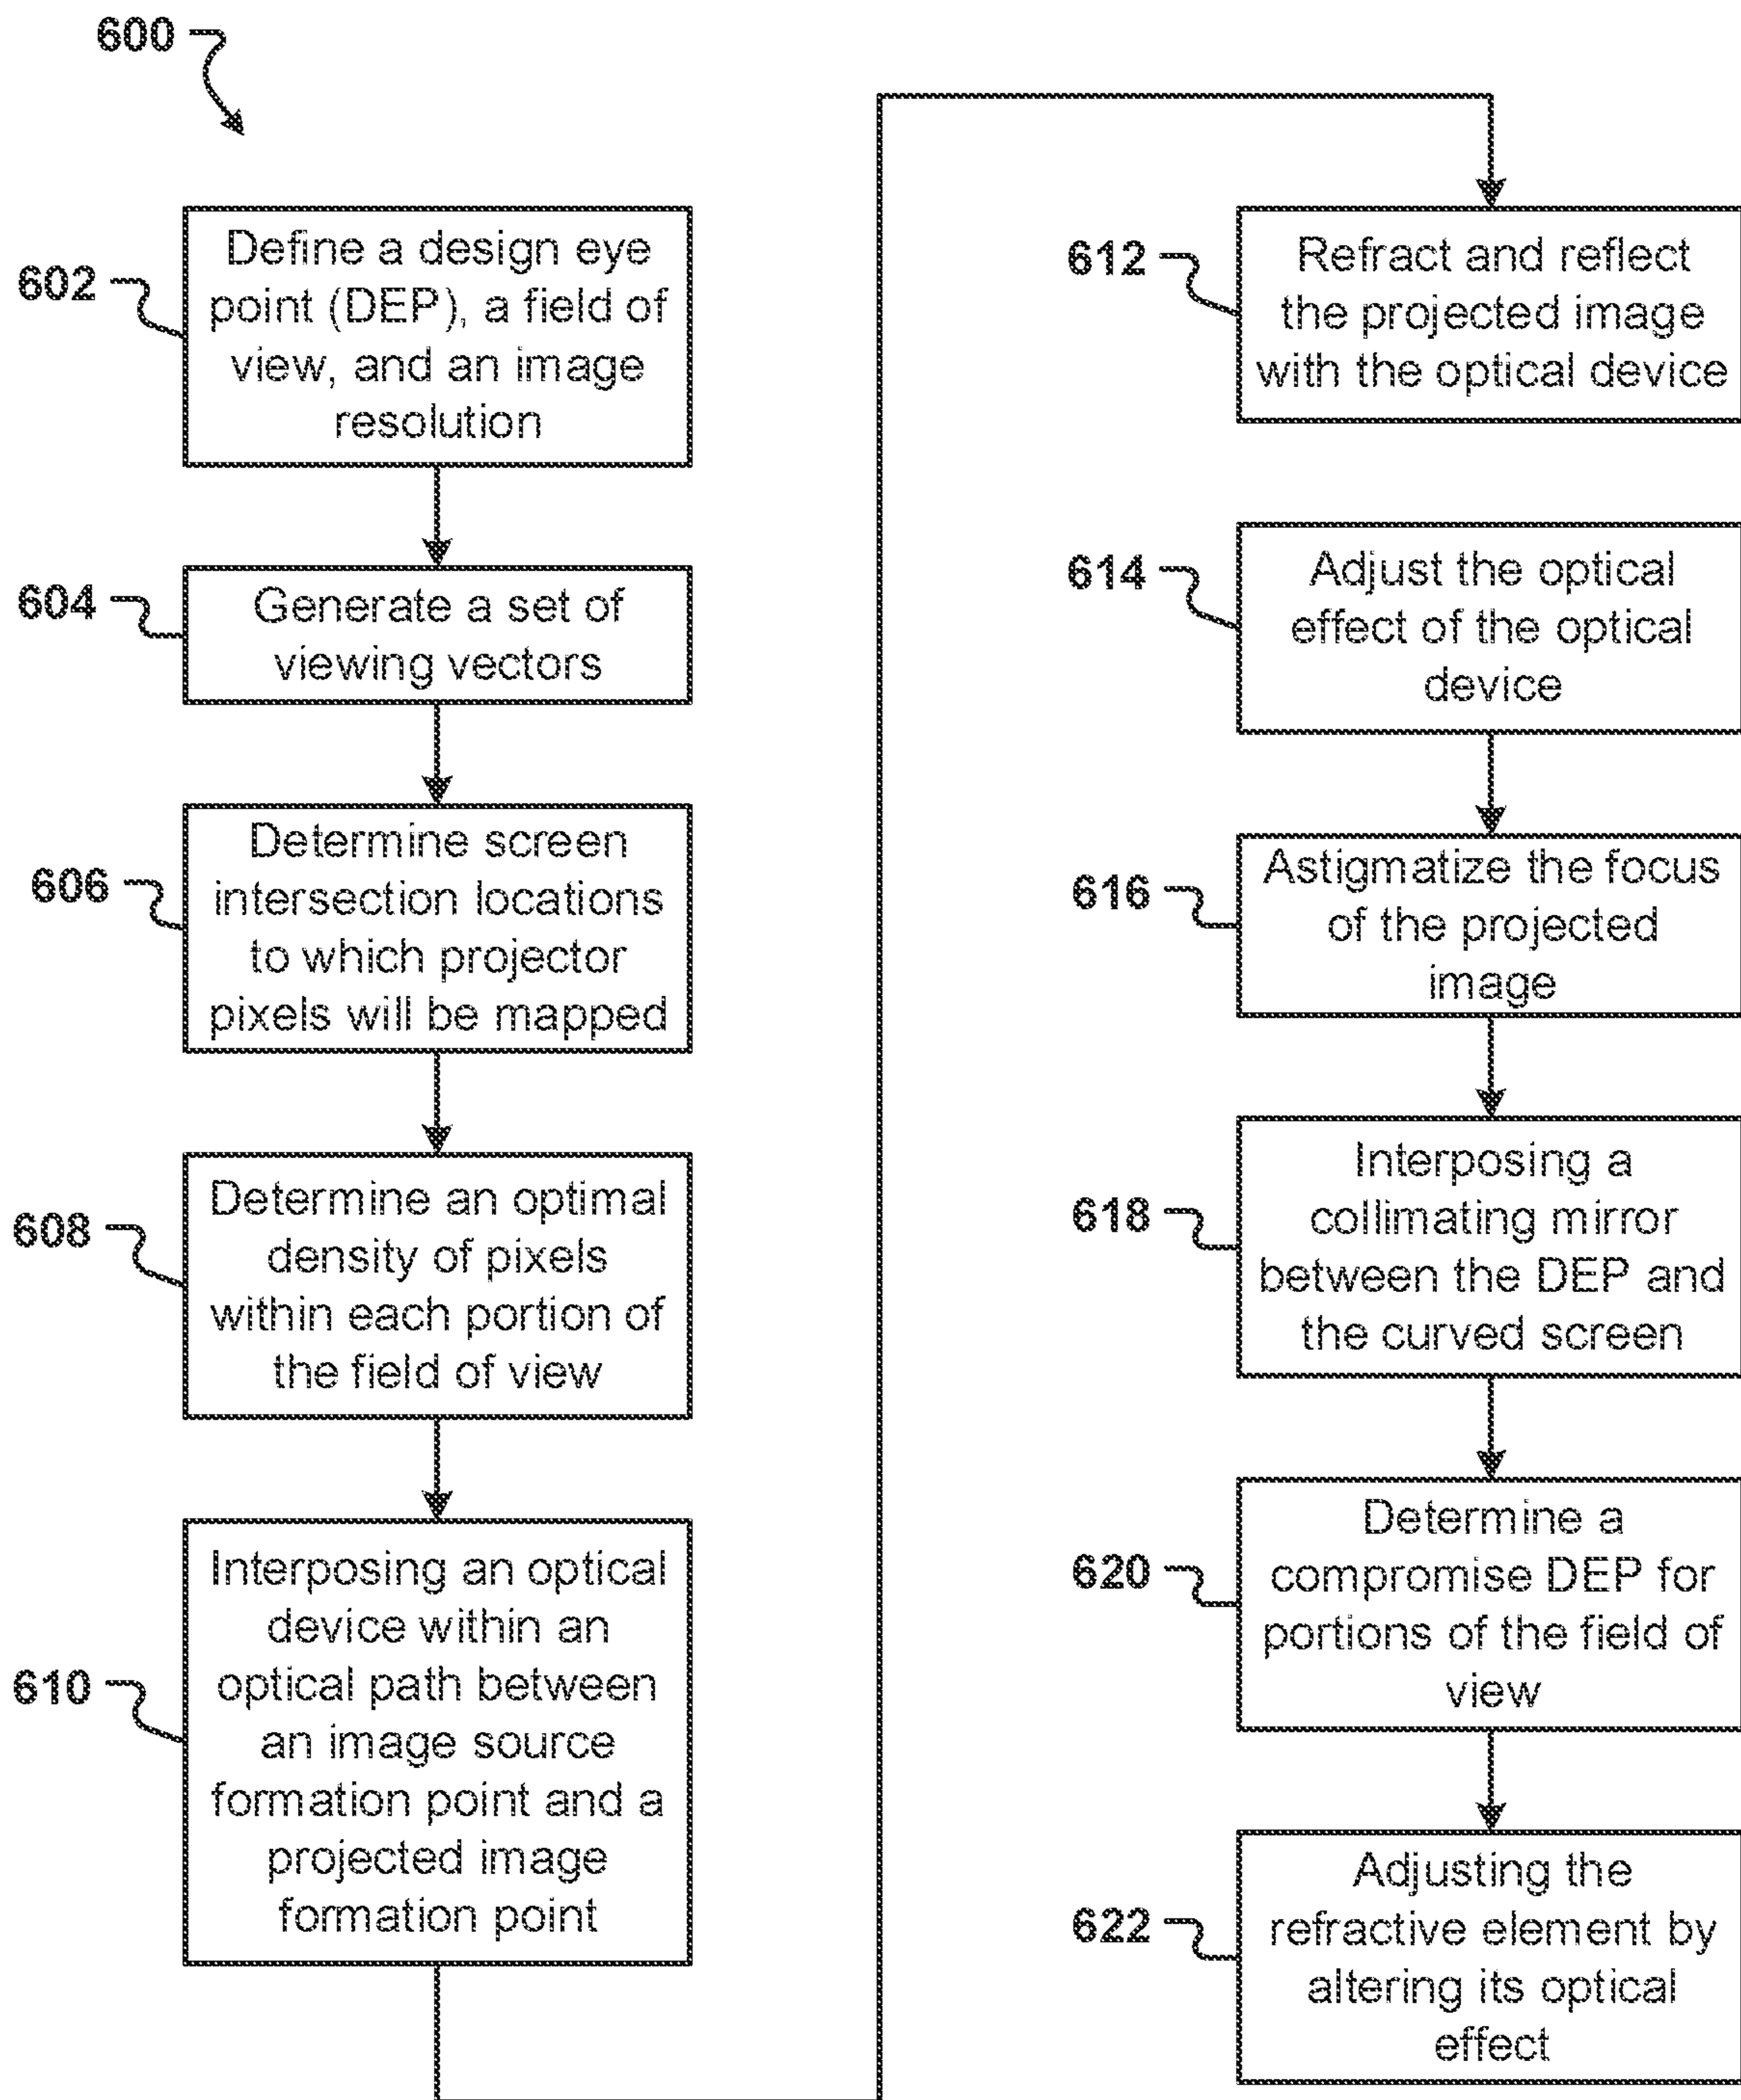 600
602
Define a design eye
point (DEP), a field of
view, and an image
resolution
604
Generate a set of
viewing vectors
606
Determine screen
intersection locations
to which projector
pixels will be mapped
608
Determine an optimal
density of pixels
within each portion of
the field of view
610
Interposing an optical
device within an
optical path between
an image source
formation point and a
projected image
formation point
612
Refract and reflect
the projected image
with the optical device
614
Adjust the optical
effect of the optical
device
616
Astigmatize the focus
of the projected
image
618
Interposing a
collimating mirror
between the DEP and
the curved screen
620
Determine a
compromise DEP for
portions of the field of
view
622
Adjusting the
refractive element by
altering its optical
effect